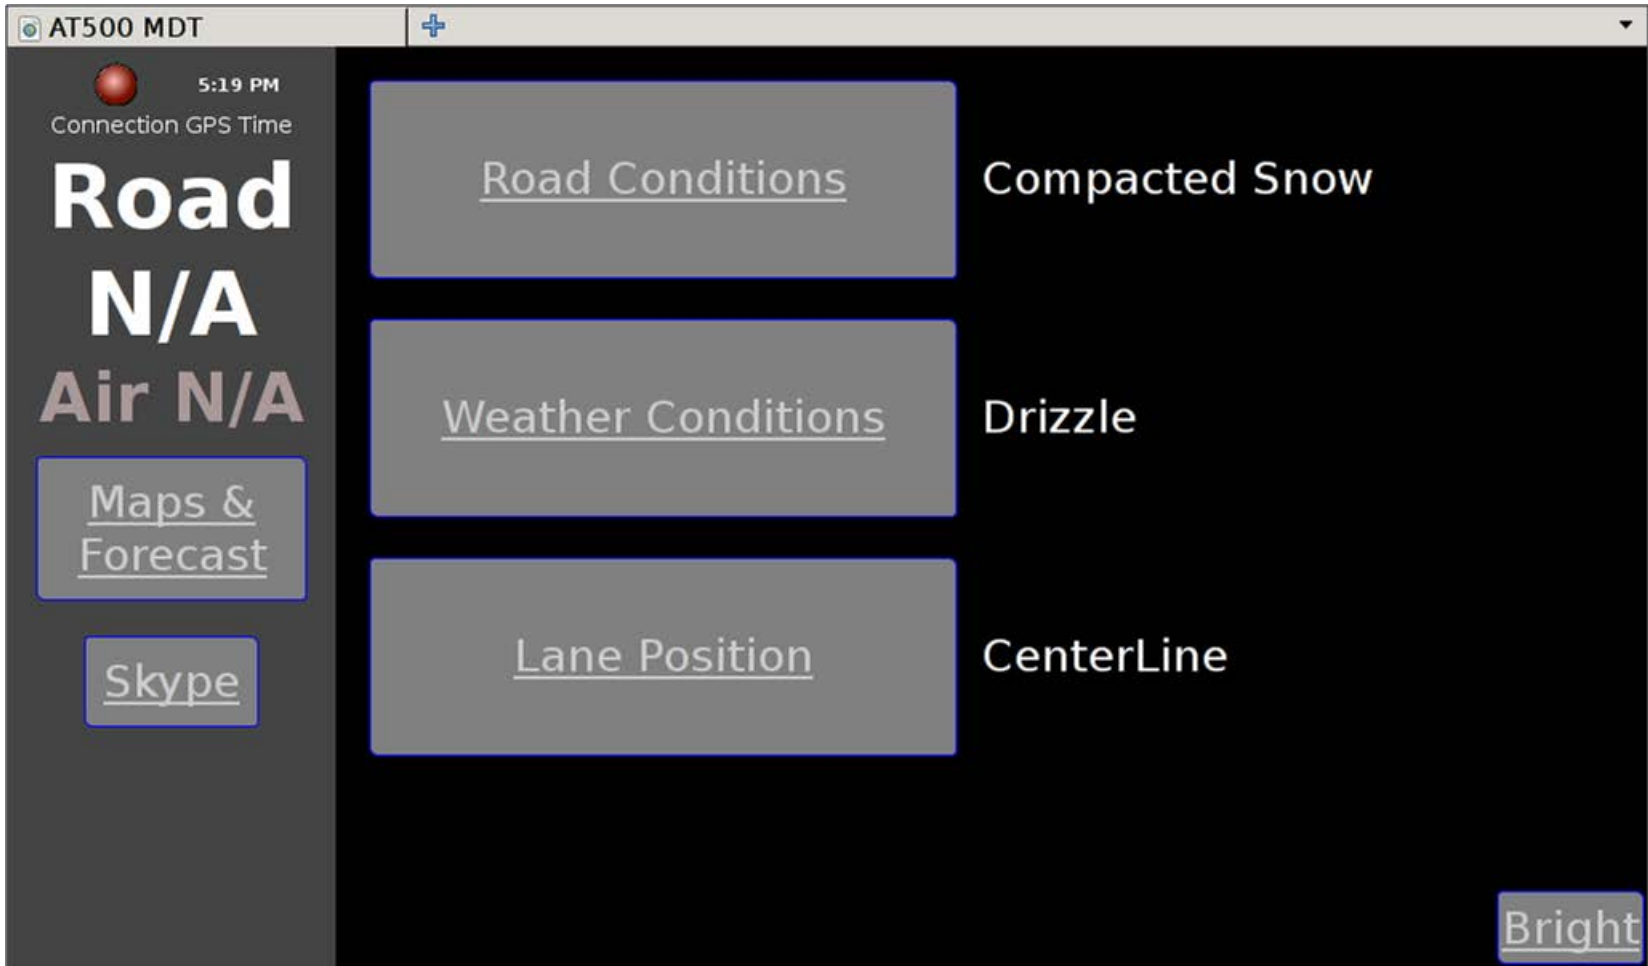 AT500 MDT
5:19 PM
Connection GPS Time
Road
N/A
Air N/A
Maps &
Forecast
Skype
Road Conditions
Compacted Snow
Weather Conditions
Drizzle
Lane Position
CenterLine
Bright